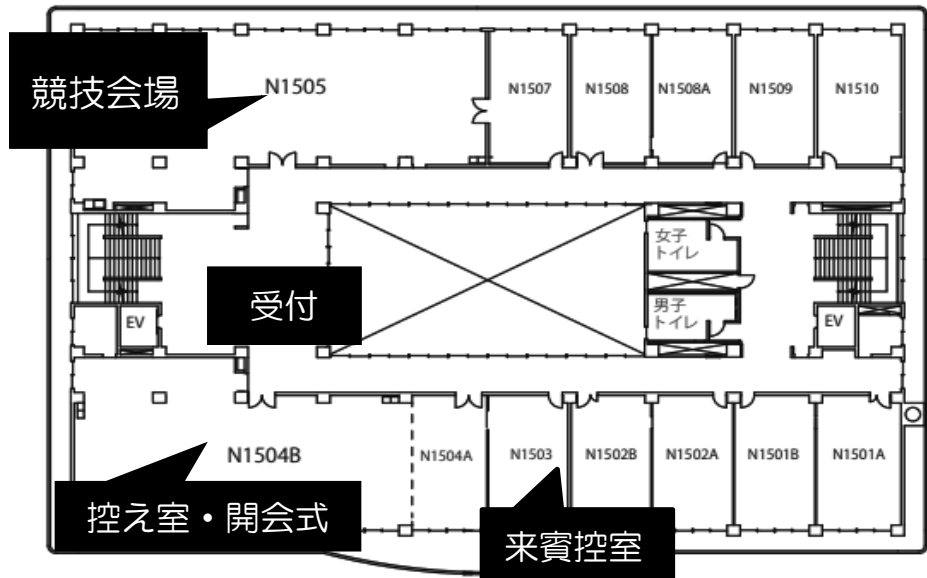 競技会場
N1505
N1507
N1508
N1508A
N1509
N1510
女子
トイレ
受付
男子
トイレ
EV
EV
N1504B
N1504A
N1503
N1502B
N1502A
N1501B
N1501A
控え室・開会式
来賓控室